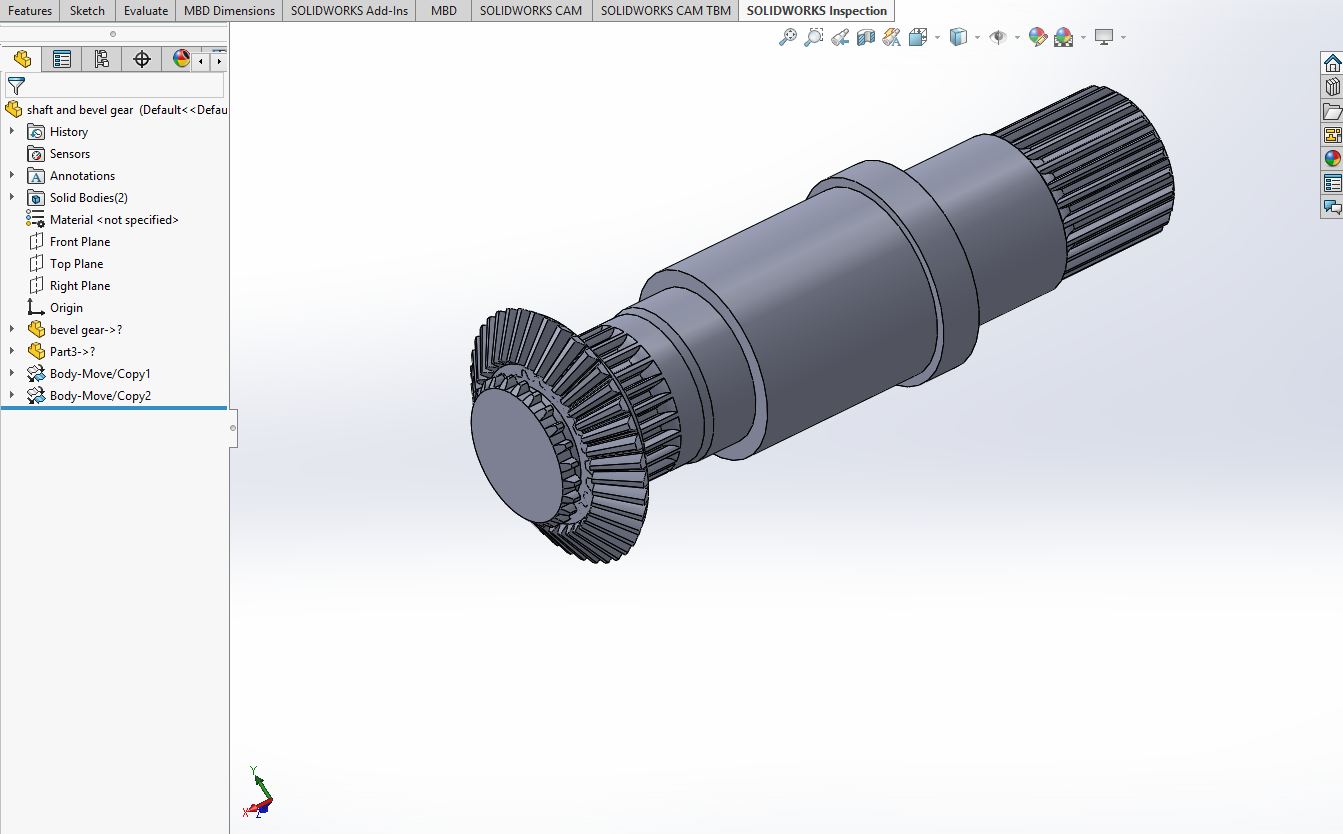 Features Sketch Evaluate MBD Dimensions SOLIDWORKS Add-Ins MBD SOLIDWORKS CAM SOLIDWORKS CAM TBM SOLIDWORKS Inspection
shaft and bevel gear (Default<<Defau
History
Sensors
A Annotations
Solid Bodies(2)
Material <not specified>
Front Plane
Top Plane
Right Plane
Origin
bevel gear->?
Part3->?
Body-Move/Copy1
Body-Move/Copy2
Y
X Z